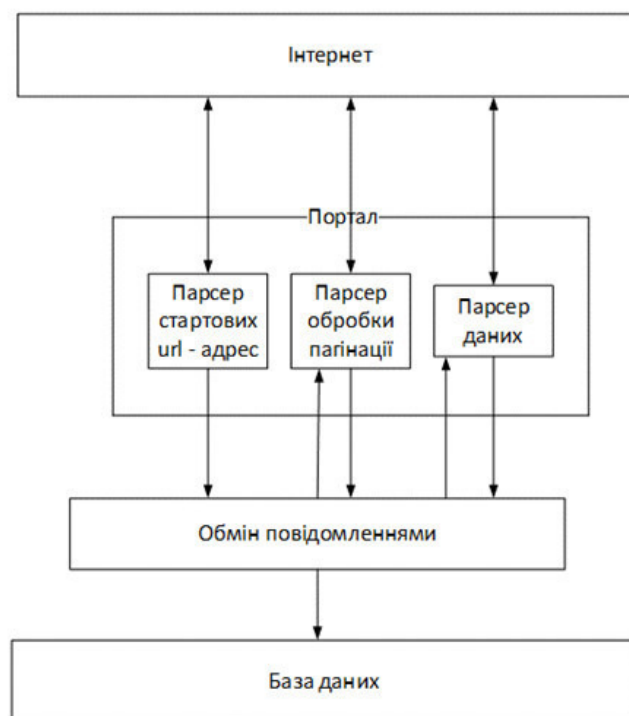 Інтернет
Портал
Парсер
стартових
url - адрес
Парсер
обробки
пагінації
Парсер
даних
Обмін повідомленнями
База даних